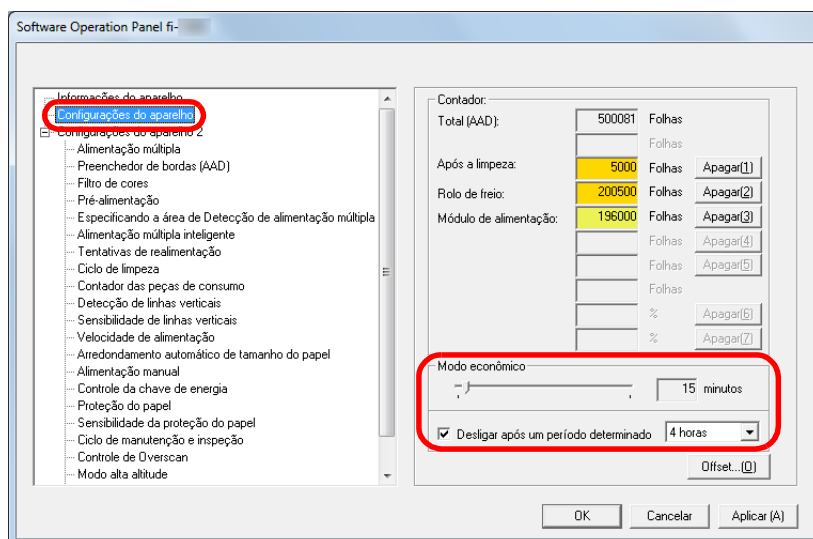 Software Operation Panel fi-
Informações do aparelho
Configurações do aparelho
Configurações do aparelho 2
Alimentação múltipla
Preenchedor de bordas (AAD)
Filtro de cores
Pré-alimentação
Especificando a área de Detecção de alimentação múltipla
Alimentação múltipla inteligente
Tentativas de realimentação
Ciclo de limpeza
Contador das peças de consumo
Detecção de linhas verticais
Sensibilidade de linhas verticais
Velocidade de alimentação
Arredondamento automático de tamanho do papel
Alimentação manual
Controle da chave de energia
Proteção do papel
Sensibilidade da proteção do papel
Ciclo de manutenção e inspeção
Controle de Overscan
Modo alta altitude
Contador:
Total (AAD): 500081 Folhas
Folhas
Após a limpeza: 5000 Folhas Apagar(1)
Rolo de freio: 200500 Folhas Apagar(2)
Módulo de alimentação: 196000 Folhas Apagar(3)
Folhas Apagar(4)
Folhas Apagar(5)
Folhas
% Apagar(6)
% Apagar(7)
Modo econômico
15 minutos
Desligar após um período determinado 4 horas
Offset...(O)
OK Cancelar Aplicar (A)